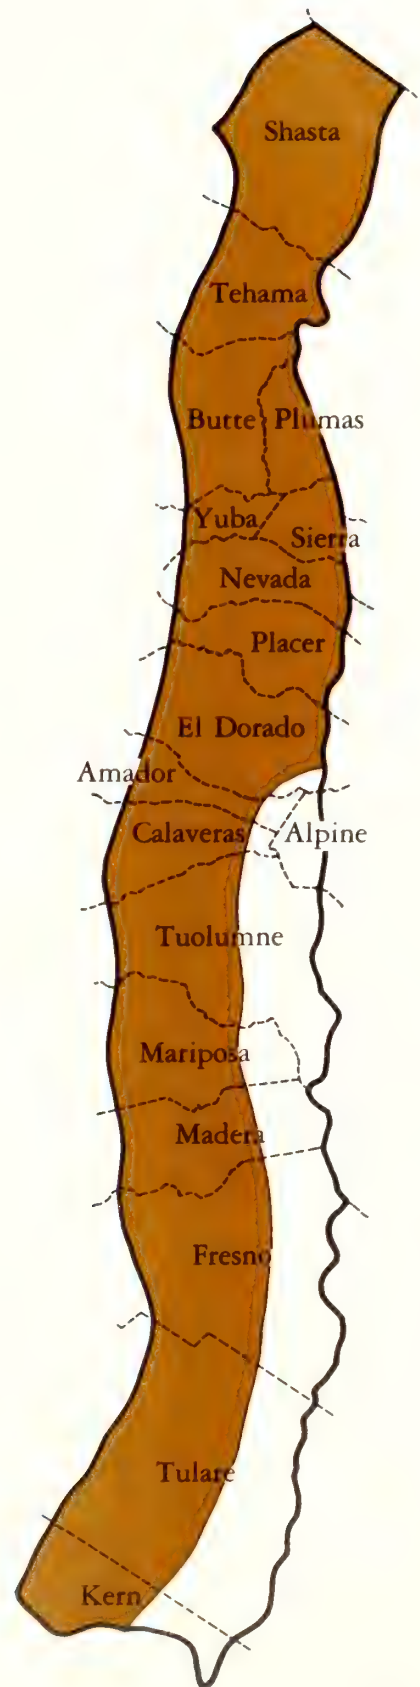 Shasta
Tehama
Butte Plumas
Yuba
Sierra
Nevada
Placer
El Dorado
Amador
Calaveras Alpine
Tuolumne
Mariposa
Madera
Fresno
Tulare
Kern